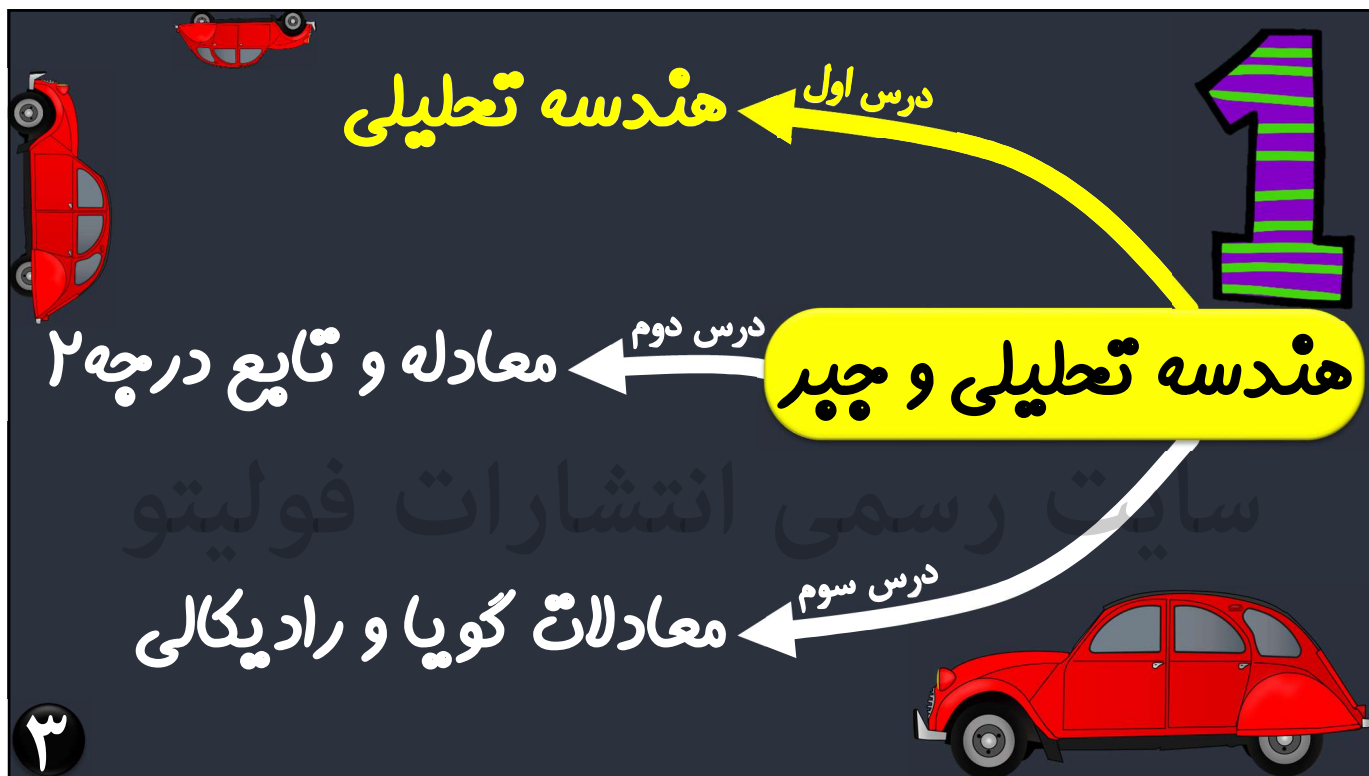 1
درس اول
هندسه تحلیلی
هندسه تحلیلی و جبر
درس دوم
معادله و تابع درجه۲
سایت رسمی انتشارات فولیتو
درس سوم
معادلات گویا و رادیکالی
۳